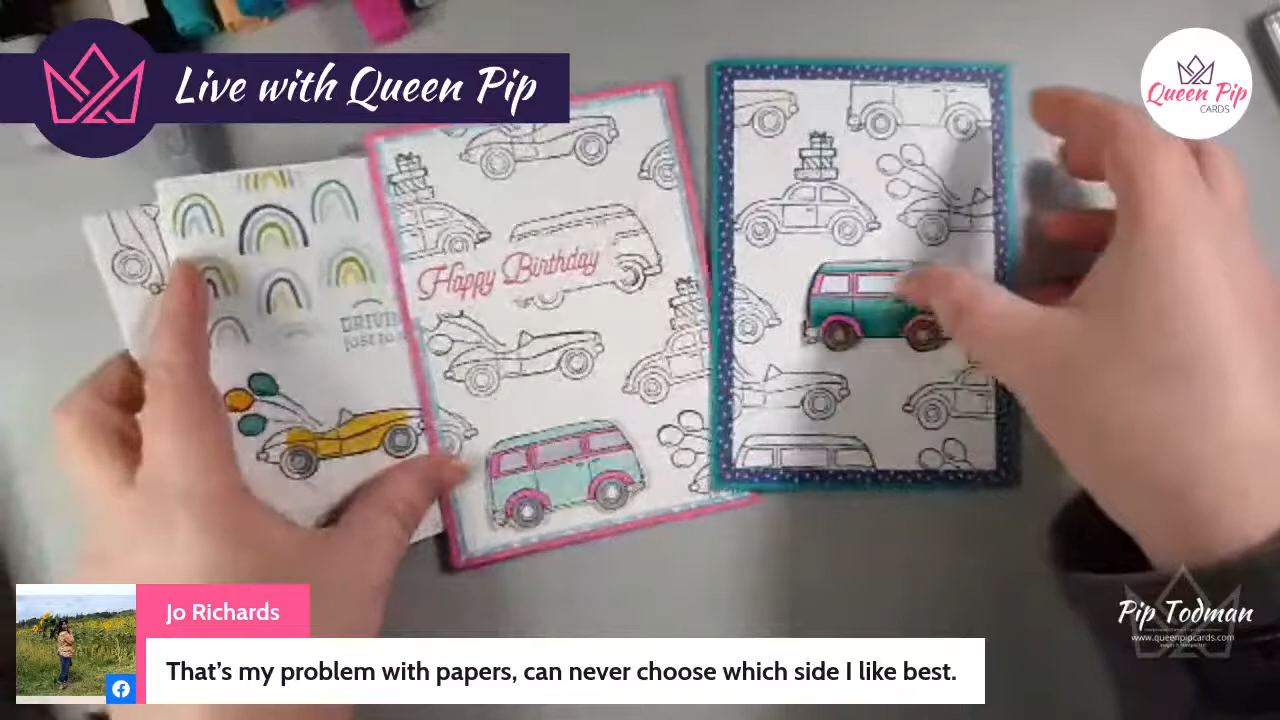 Live with Queen Pip
Queen Pip
CARDS
Happy Birthday
Jo Richards
That's my problem with papers, can never choose which side I like best.
Pip Todman
www.queenpipcards.com